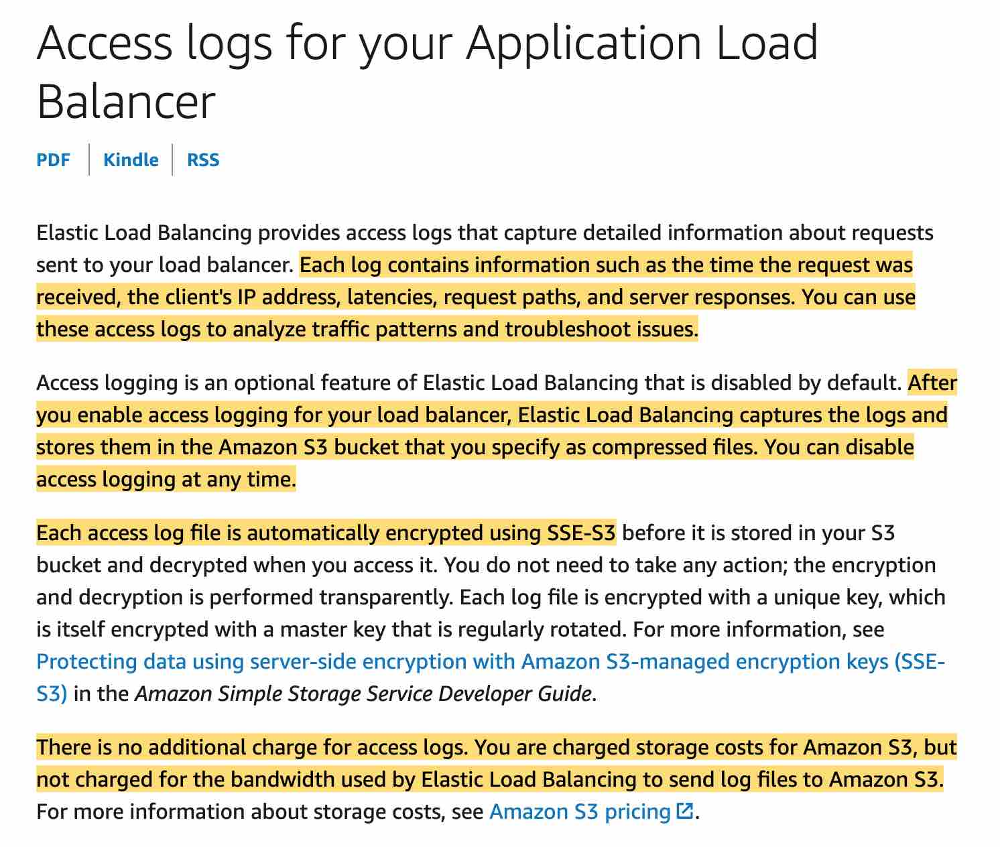 Access logs for your Application Load
Balancer
PDF | Kindle | RSS
Elastic Load Balancing provides access logs that capture detailed information about requests
sent to your load balancer. Each log contains information such as the time the request was
received, the client's IP address, latencies, request paths, and server responses. You can use
these access logs to analyze traffic patterns and troubleshoot issues.
Access logging is an optional feature of Elastic Load Balancing that is disabled by default. After
you enable access logging for your load balancer, Elastic Load Balancing captures the logs and
stores them in the Amazon S3 bucket that you specify as compressed files. You can disable
access logging at any time.
Each access log file is automatically encrypted using SSE-S3 before it is stored in your S3
bucket and decrypted when you access it. You do not need to take any action; the encryption
and decryption is performed transparently. Each log file is encrypted with a unique key, which
is itself encrypted with a master key that is regularly rotated. For more information, see
Protecting data using server-side encryption with Amazon S3-managed encryption keys (SSE-
S3) in the Amazon Simple Storage Service Developer Guide.
There is no additional charge for access logs. You are charged storage costs for Amazon S3, but
not charged for the bandwidth used by Elastic Load Balancing to send log files to Amazon S3.
For more information about storage costs, see Amazon S3 pricing.